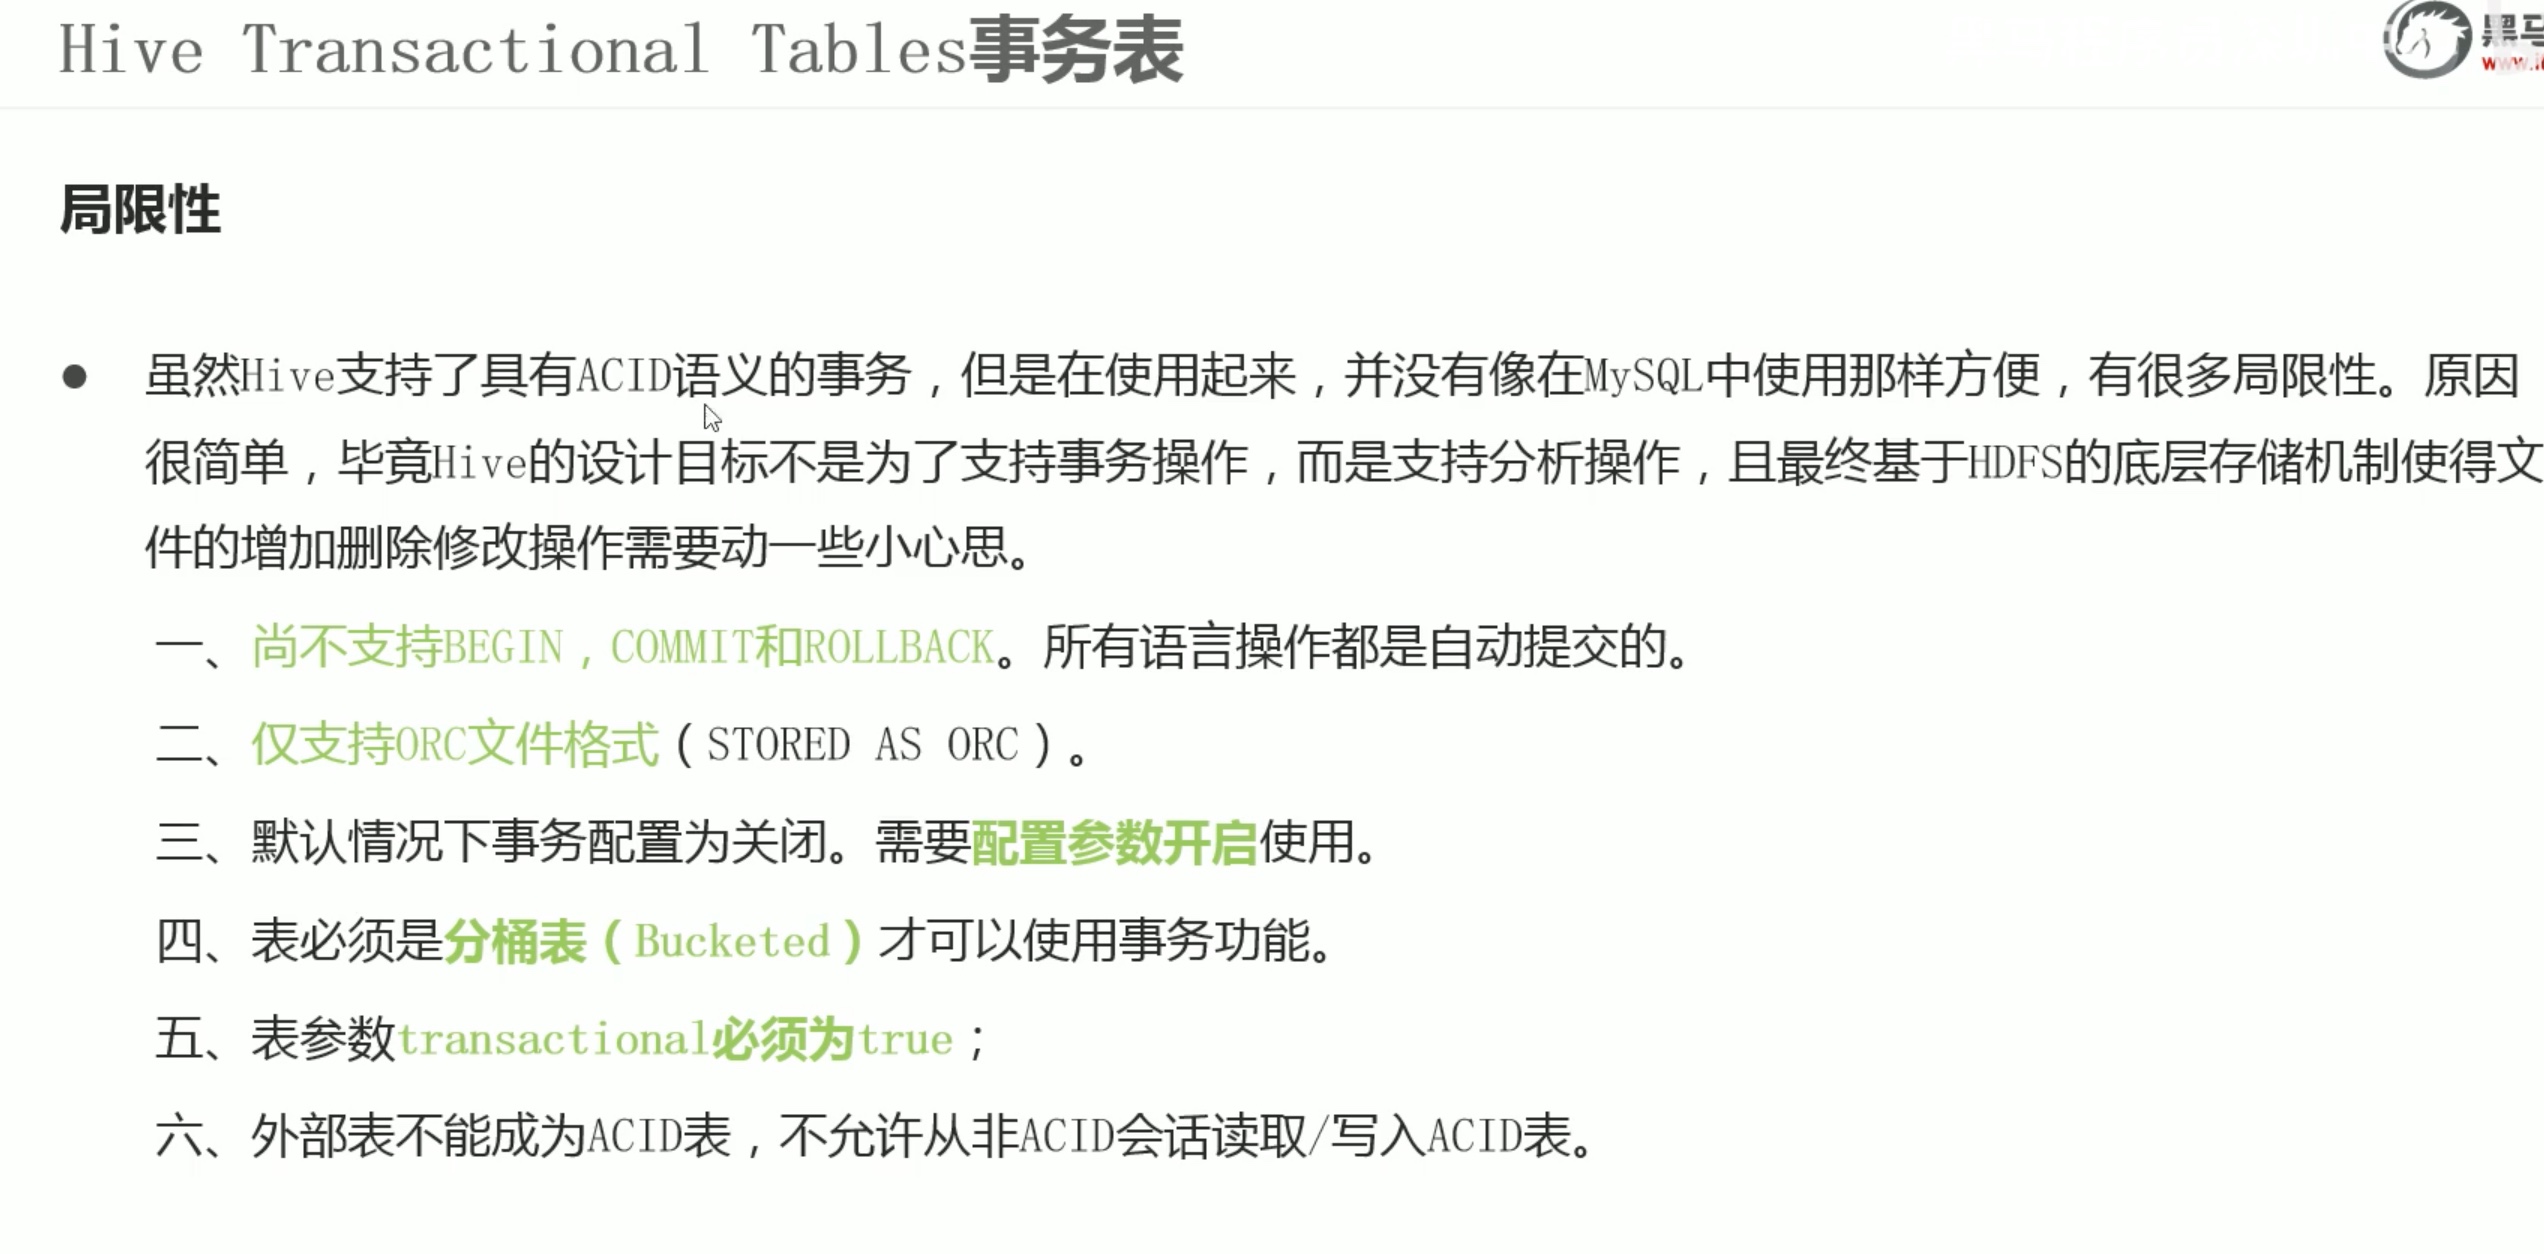 Hive Transactional Tables事务表
黑马
局限性
● 虽然Hive支持了具有ACID语义的事务，但是在使用起来，并没有像在MySQL中使用那样方便，有很多局限性。原因
很简单，毕竟Hive的设计目标不是为了支持事务操作，而是支持分析操作，且最终基于HDFS的底层存储机制使得文
件的增加删除修改操作需要动一些小心思。
一、尚不支持BEGIN，COMMIT和ROLLBACK。所有语言操作都是自动提交的。
二、仅支持ORC文件格式（STORED AS ORC）。
三、默认情况下事务配置为关闭。需要配置参数开启使用。
四、表必须是分桶表（Bucketed）才可以使用事务功能。
五、表参数transactional必须为true；
六、外部表不能成为ACID表，不允许从非ACID会话读取/写入ACID表。